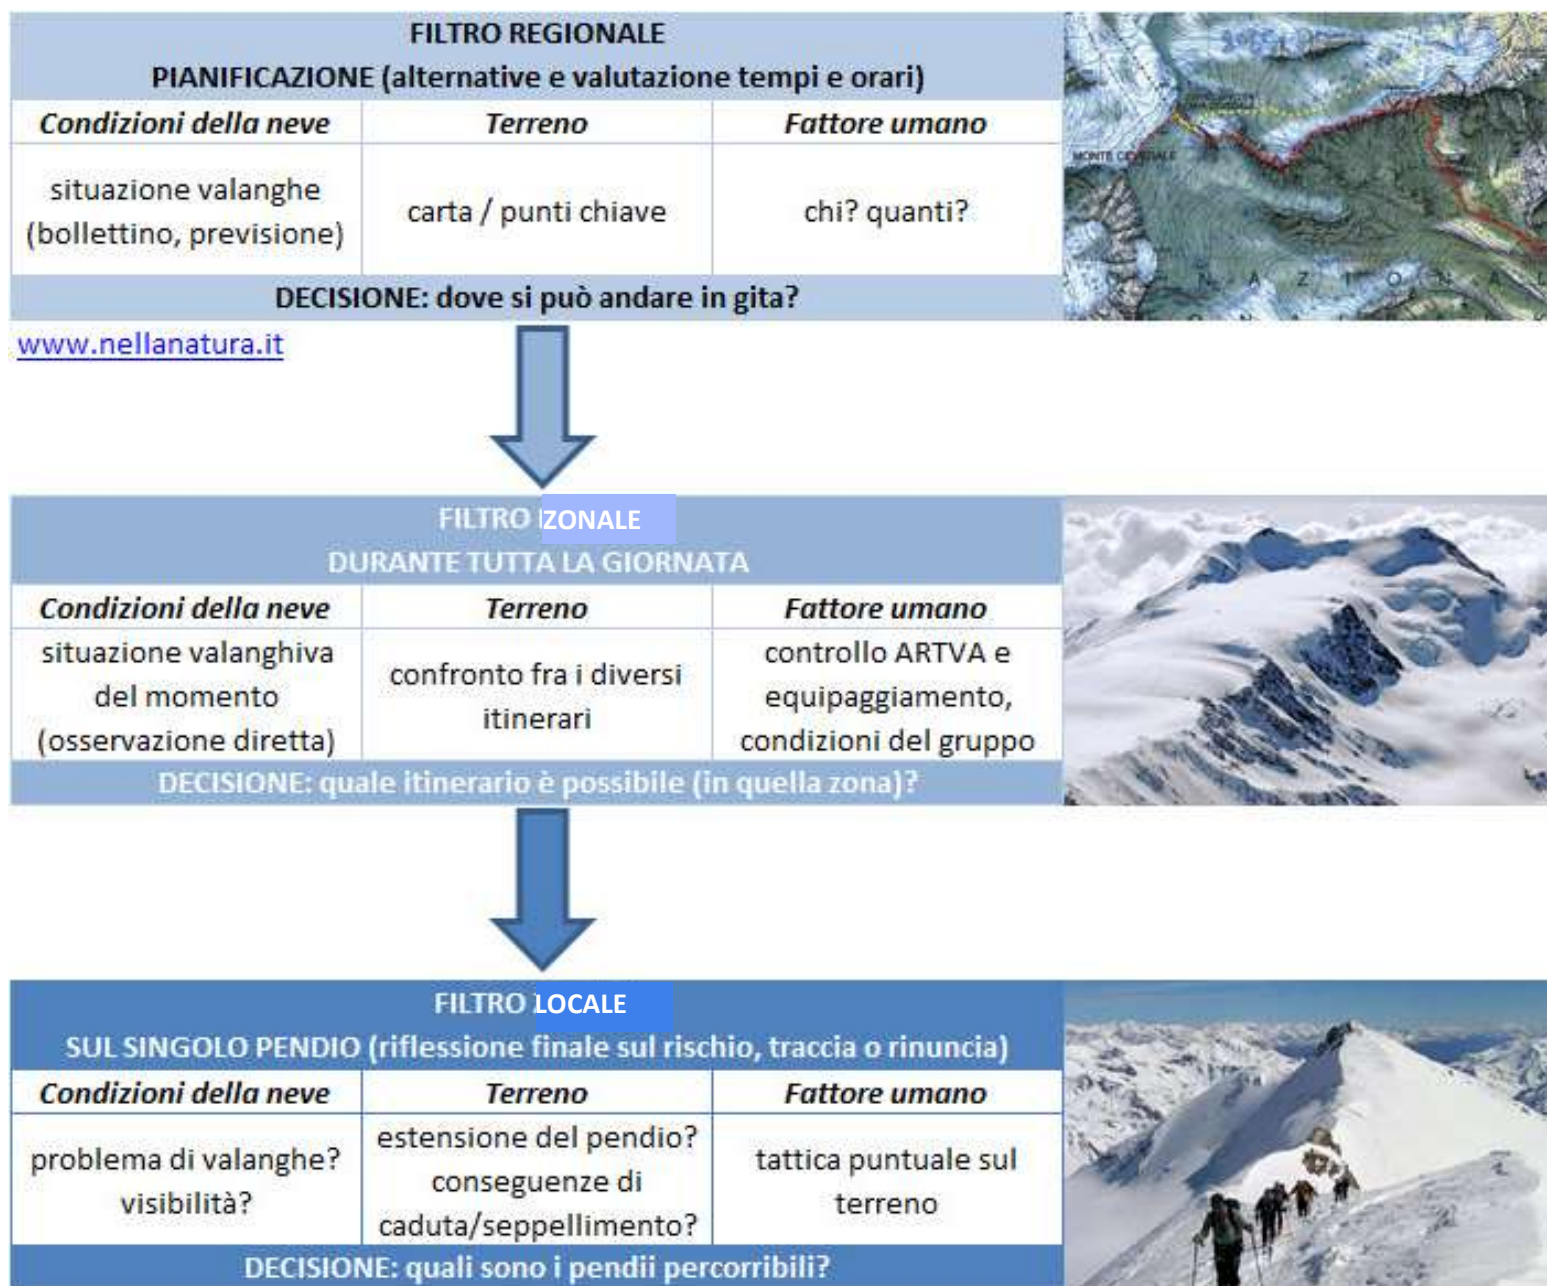 FILTRO REGIONALE
PIANIFICAZIONE (alternative e valutazione tempi e orari)
Condizioni della neve
Terreno
Fattore umano
situazione valanghe
(bollettino, previsione)
carta / punti chiave
chi? quanti?
DECISIONE: dove si può andare in gita?
www.nellanatura.it
FILTRO ZONALE
DURANTE TUTTA LA GIORNATA
Condizioni della neve
Terreno
Fattore umano
situazione valanghiva
del momento
(osservazione diretta)
confronto fra i diversi
itinerari
controllo ARTVA e
equipaggiamento,
condizioni del gruppo
DECISIONE: quale itinerario è possibile (in quella zona)?
FILTRO LOCALE
SUL SINGOLO PENDIO (riflessione finale sul rischio, traccia o rinuncia)
Condizioni della neve
Terreno
Fattore umano
problema di valanghe?
visibilità?
estensione del pendio?
conseguenze di
caduta/seppellimento?
tattica puntuale sul
terreno
DECISIONE: quali sono i pendii percorribili?